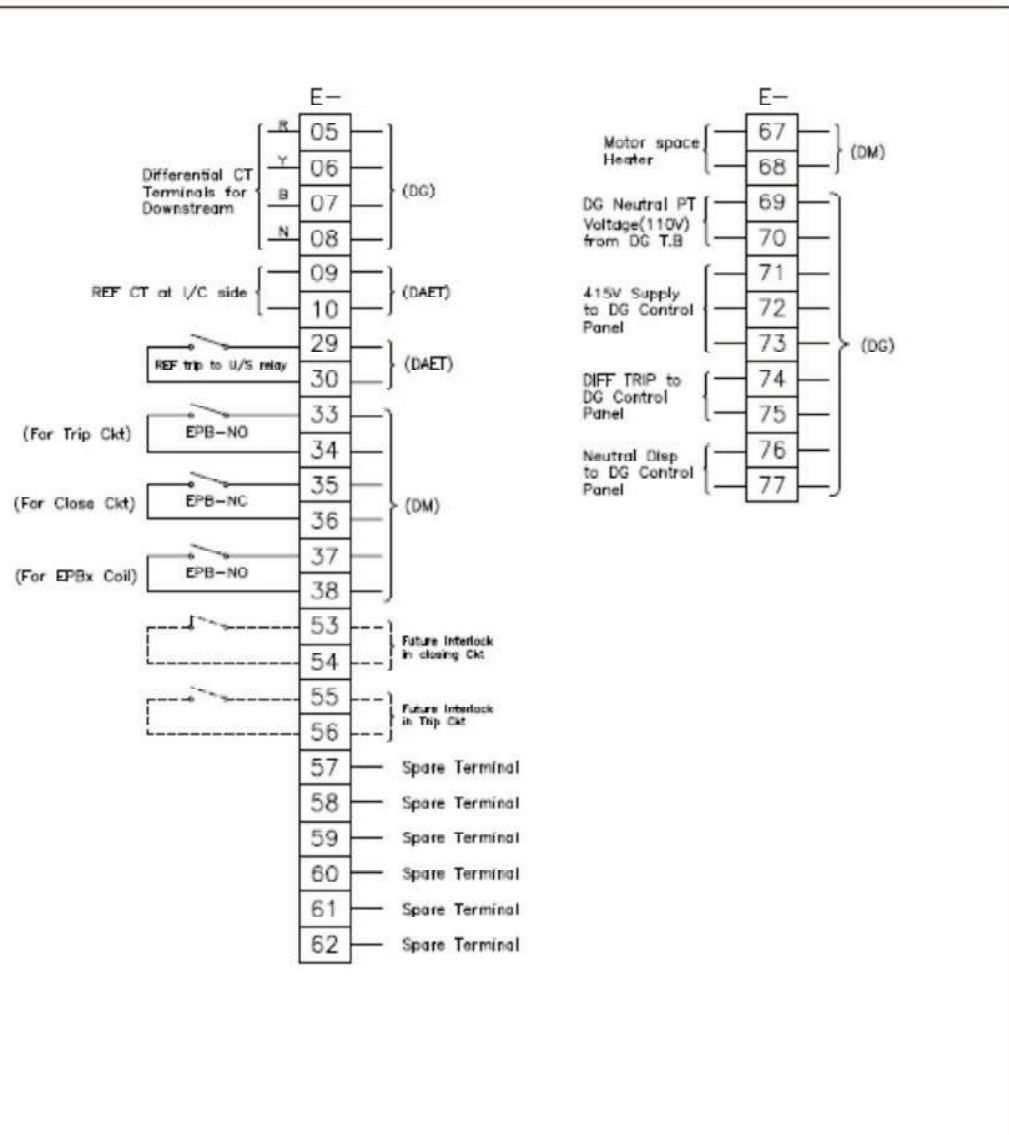 E-
R 05
Y 06
B 07
N 08
Differential CT
Terminals for
Downstream
(DG)
09
10
REF CT at I/C side
(DAET)
29
30
REF trip to U/S relay
(DAET)
33
34
(For Trip Ckt)
EPB-NO
35
36
(For Close Ckt)
EPB-NC
37
38
(For EPBx Coil)
EPB-NO
(DM)
53
54
Future Interlock
in closing Ckt
55
56
Future Interlock
in Trip Ckt
57 Spare Terminal
58 Spare Terminal
59 Spare Terminal
60 Spare Terminal
61 Spare Terminal
62 Spare Terminal
E-
67
68
Motor space
Heater
(DM)
69
70
DG Neutral PT
Voltage(110V)
from DG T.B
71
72
73
415V Supply
to DG Control
Panel
74
75
DIFF TRIP to
DG Control
Panel
76
77
Neutral Disp
to DG Control
Panel
(DG)